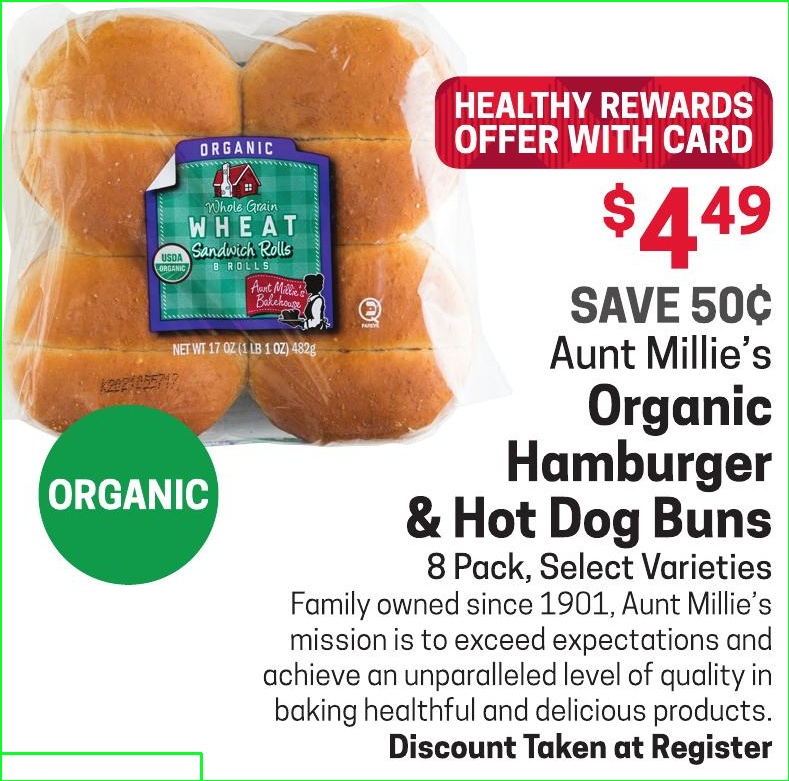 ORGANIC
Whole Grain
WHEAT
Sandwich Rolls
8 ROLLS
USDA
ORGANIC
Aunt Millie's
Bakehouse
PAREVE
NET WT 17 OZ (1 LB 1 OZ) 482g
ORGANIC
HEALTHY REWARDS
OFFER WITH CARD
$4.49
SAVE 50¢
Aunt Millie's
Organic
Hamburger
& Hot Dog Buns
8 Pack, Select Varieties
Family owned since 1901, Aunt Millie's
mission is to exceed expectations and
achieve an unparalleled level of quality in
baking healthful and delicious products.
Discount Taken at Register